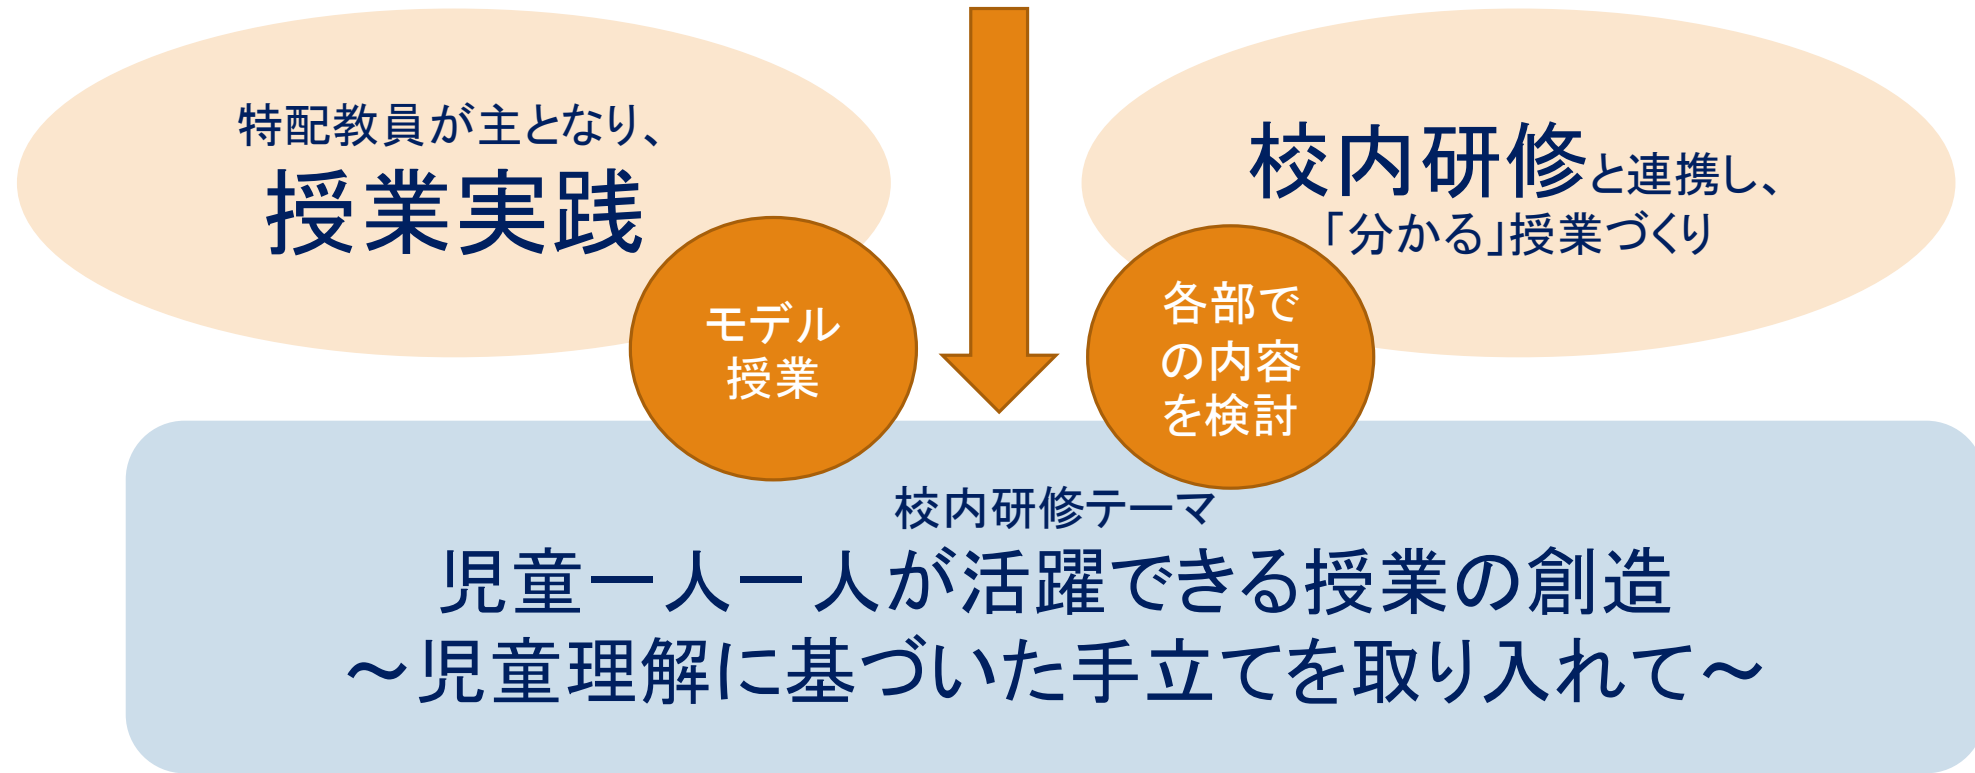 特配教員が主となり、
授業実践
校内研修と連携し、
「分かる」授業づくり
モデル
授業
各部で
の内容
を検討
校内研修テーマ
児童一人一人が活躍できる授業の創造
～児童理解に基づいた手立てを取り入れて～